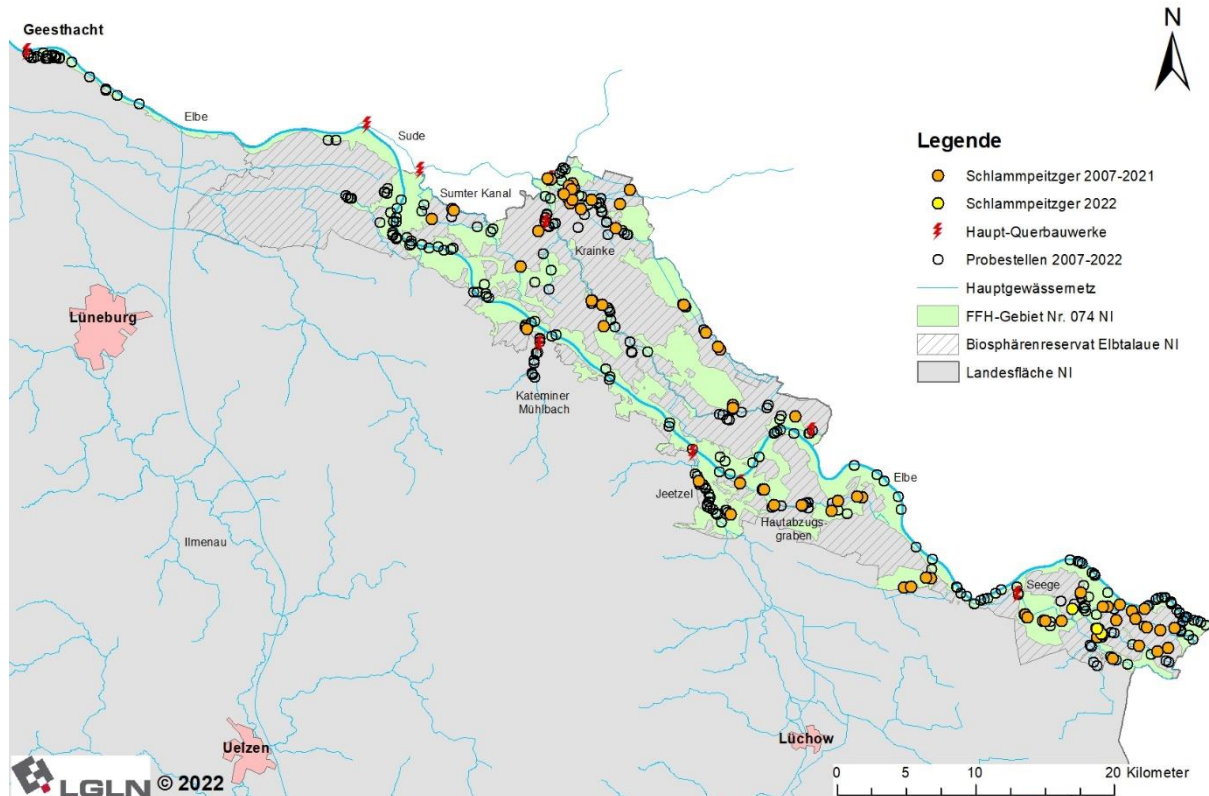 Geesthacht
N
Elbe
Sude
Sumter Kanal
Krainke
Lüneburg
Kateminer
Mühlbach
Jeetzel
Elbe
Hautabzugs-
graben
Ilmenau
Seege
Uelzen
Lüchow
Legende
Schlammpeitzger 2007-2021
Schlammpeitzger 2022
Haupt-Querbauwerke
Probestellen 2007-2022
Hauptgewässernetz
FFH-Gebiet Nr. 074 NI
Biosphärenreservat Elbtalaue NI
Landesfläche NI
LGLN © 2022
0 5 10 20 Kilometer